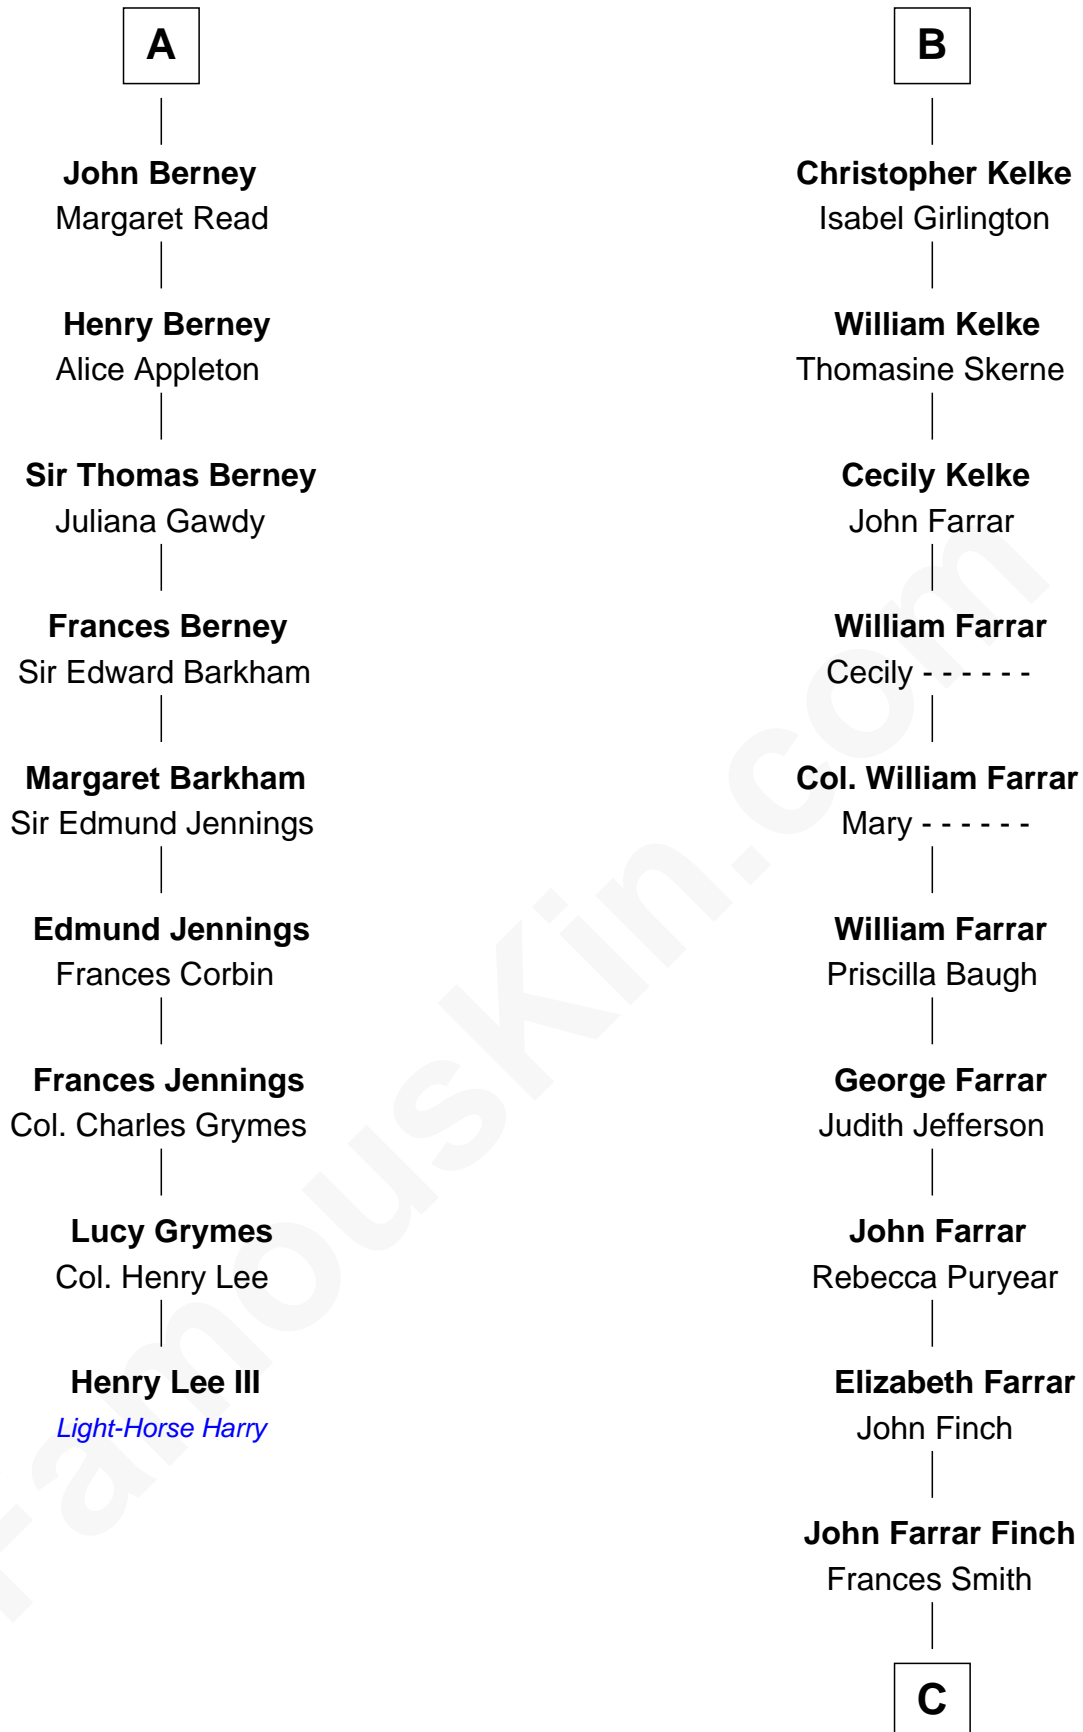 A
John Berney
Margaret Read
Henry Berney
Alice Appleton
Sir Thomas Berney
Juliana Gawdy
Frances Berney
Sir Edward Barkham
Margaret Barkham
Sir Edmund Jennings
Edmund Jennings
Frances Corbin
Frances Jennings
Col. Charles Grymes
Lucy Grymes
Col. Henry Lee
Henry Lee III
Light-Horse Harry
B
Christopher Kelke
Isabel Girlington
William Kelke
Thomasine Skerne
Cecily Kelke
John Farrar
William Farrar
Cecily - - - - - -
Col. William Farrar
Mary - - - - - -
William Farrar
Priscilla Baugh
George Farrar
Judith Jefferson
John Farrar
Rebecca Puryear
Elizabeth Farrar
John Finch
John Farrar Finch
Frances Smith
C
FamousKin.com